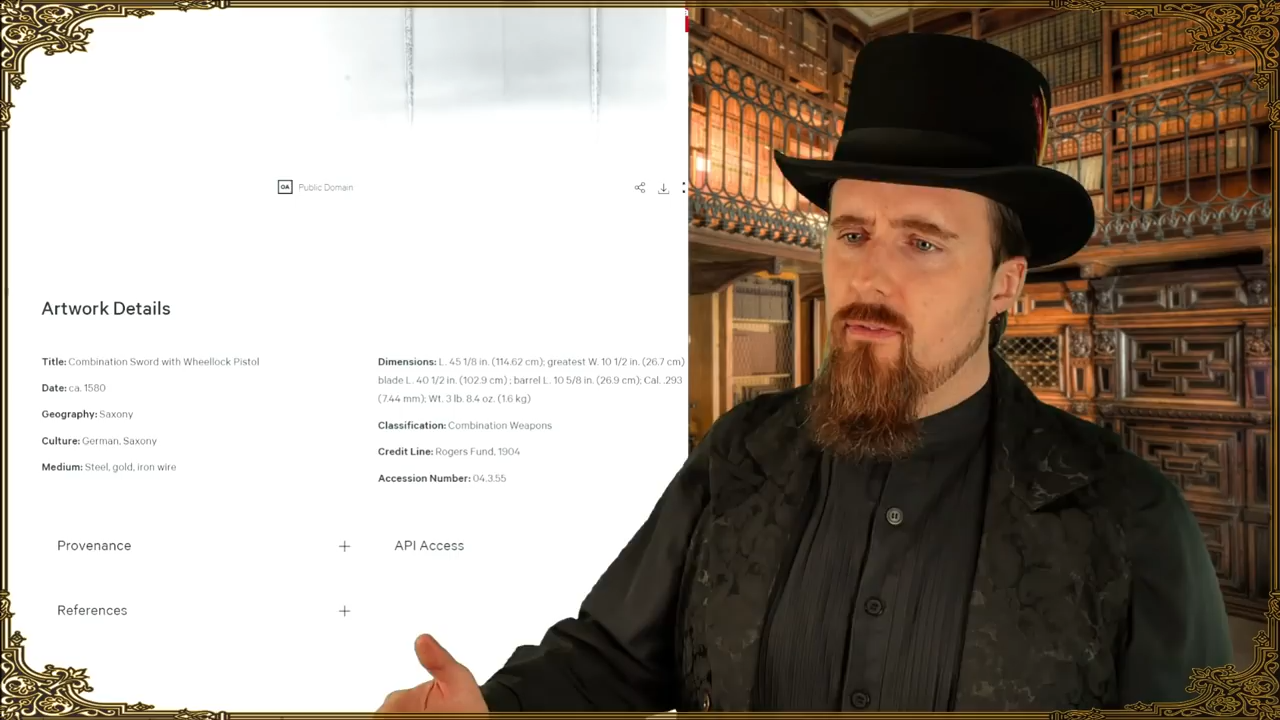 OA Public Domain
Artwork Details
Title: Combination Sword with Wheellock Pistol
Date: ca. 1580
Geography: Saxony
Culture: German, Saxony
Medium: Steel, gold, iron wire
Dimensions: L. 45 1/8 in. (114.62 cm); greatest W. 10 1/2 in. (26.7 cm)
blade L. 40 1/2 in. (102.9 cm) ; barrel L. 10 5/8 in. (26.9 cm); Cal. .293
(7.44 mm); Wt. 3 lb. 8.4 oz. (1.6 kg)
Classification: Combination Weapons
Credit Line: Rogers Fund, 1904
Accession Number: 04.3.55
Provenance +
API Access
References +